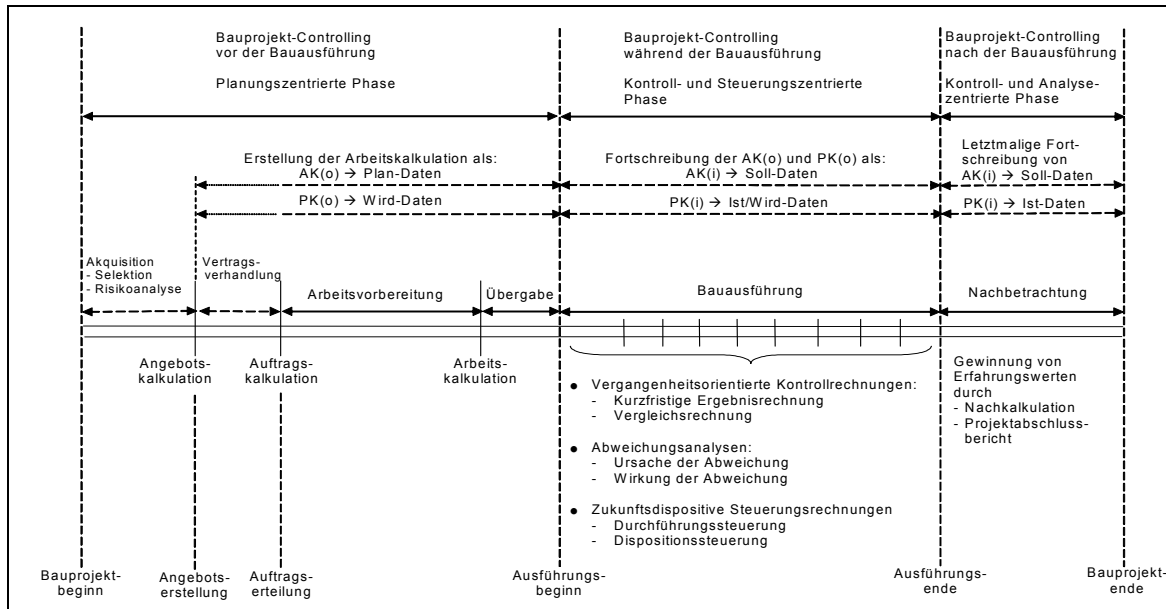 Bauprojekt-Controlling
vor der Bauausführung
Planungszentrierte Phase
Bauprojekt-Controlling
während der Bauausführung
Kontroll- und Steuerungszentrierte
Phase
Bauprojekt-Controlling
nach der Bauausführung
Kontroll- und Analyse-
zentrierte Phase
Erstellung der Arbeitskalkulation als:
AK(o) → Plan-Daten
PK(o) → Wird-Daten
Fortschreibung der AK(o) und PK(o) als:
AK(i) → Soll-Daten
PK(i) → Ist/Wird-Daten
Letztmalige Fort-
schreibung von
AK(i) → Soll-Daten
PK(i) → Ist-Daten
Akquisition
- Selektion
- Risikoanalyse
Vertrags-
verhandlung
Arbeitsvorbereitung
Übergabe
Bauausführung
Nachbetrachtung
Angebots-
kalkulation
Auftrags-
kalkulation
Arbeits-
kalkulation
● Vergangenheitsorientierte Kontrollrechnungen:
- Kurzfristige Ergebnisrechnung
- Vergleichsrechnung
● Abweichungsanalysen:
- Ursache der Abweichung
- Wirkung der Abweichung
● Zukunftsdispositive Steuerungsrechnungen
- Durchführungssteuerung
- Dispositionssteuerung
Gewinnung von
Erfahrungswerten
durch
- Nachkalkulation
- Projektabschluss-
bericht
Bauprojekt-
beginn
Angebots-
erstellung
Auftrags-
erteilung
Ausführungs-
beginn
Ausführungs-
ende
Bauprojekt-
ende